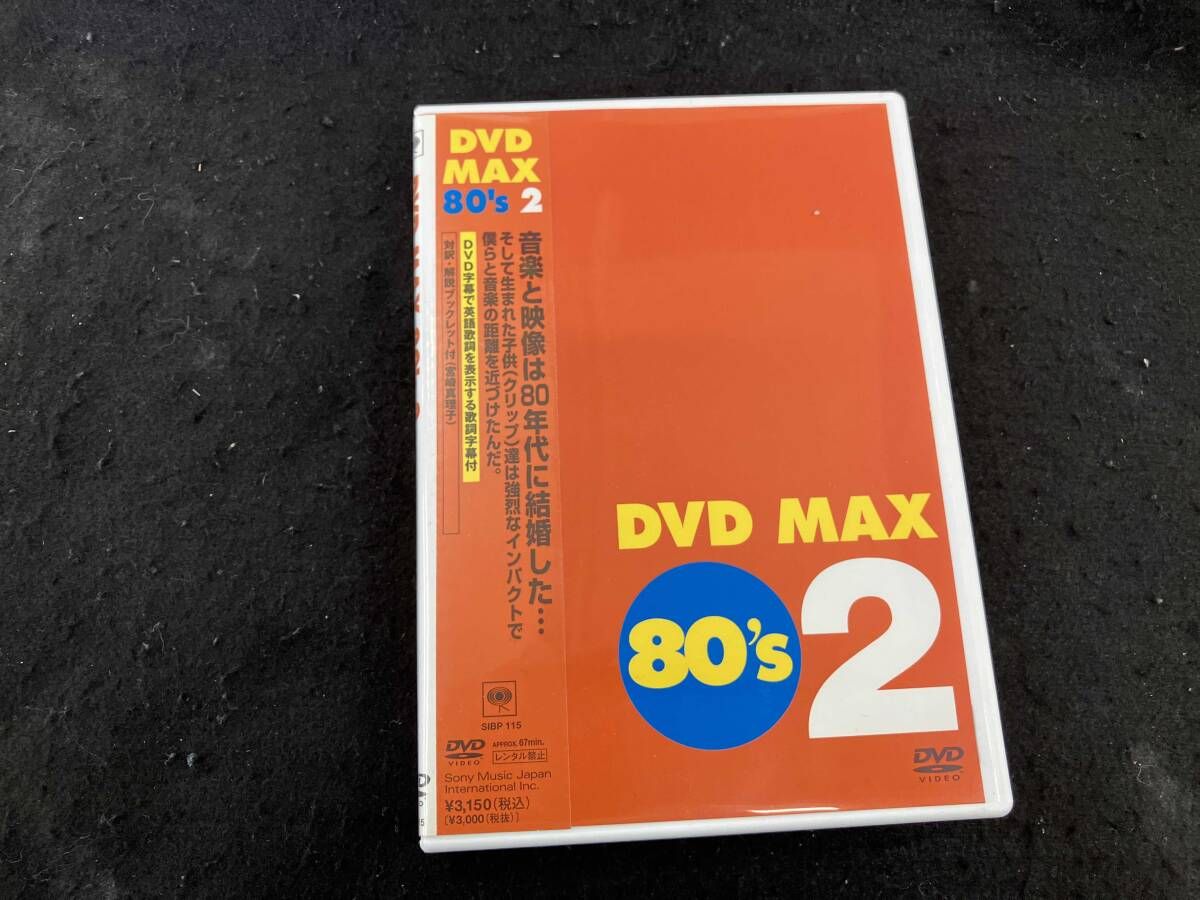 DVD
MAX
80's 2
音楽と映像は80年代に結婚した…
そして生まれた子供(クリップ)達は強烈なインパクトで
僕らと音楽の距離を近づけたんだ。
DVD字幕で英語歌詞を表示する歌詞字幕付
対訳・解説ブックレット付(宮崎真理子)
SIBP 115
DVD
VIDEO
APPROX. 67min.
レンタル禁止
Sony Music Japan
International Inc.
¥3,150(税込)
[¥3,000(税抜)]
DVD MAX
80's
2
DVD
VIDEO